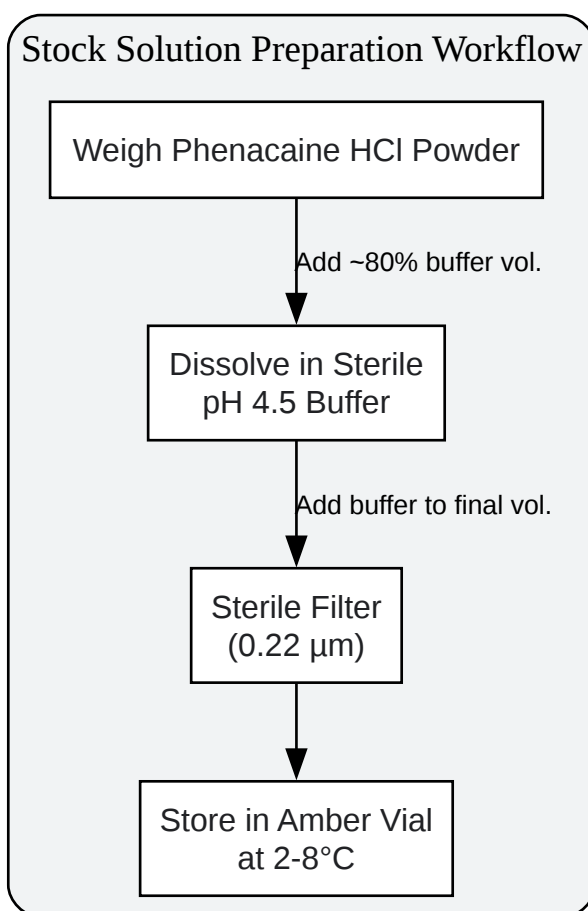 Stock Solution Preparation Workflow
Weigh Phenacaine HCl Powder
Add ~80% buffer vol.
Dissolve in Sterile
pH 4.5 Buffer
Add buffer to final vol.
Sterile Filter
(0.22 µm)
Store in Amber Vial
at 2-8°C